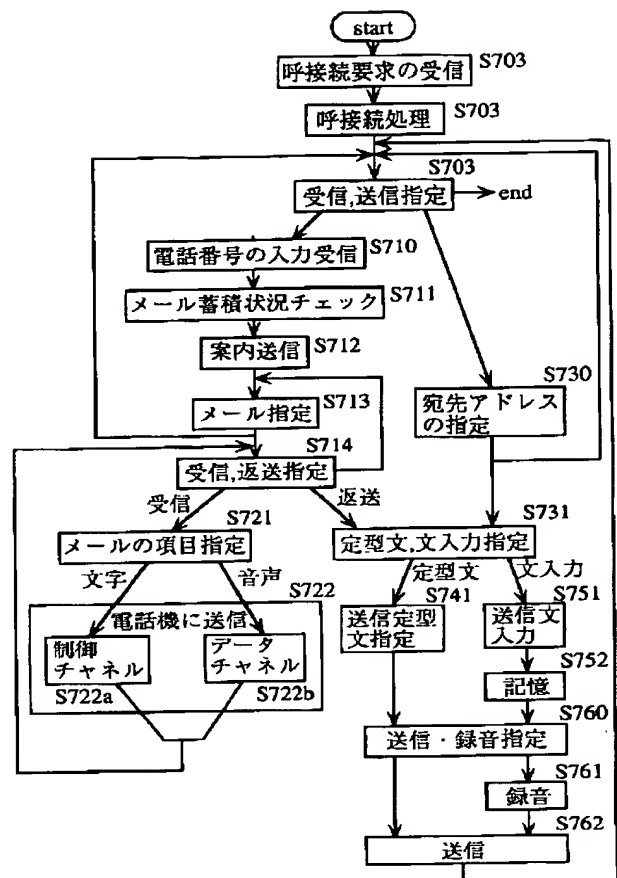 start
呼接続要求の受信 S703
呼接続処理 S703
S703
受信,送信指定 end
電話番号の入力受信 S710
メール蓄積状況チェック S711
案内送信 S712
メール指定 S713
S730
宛先アドレス
の指定
S714
受信,返送指定
受信 返送
S721
メールの項目指定
S731
定型文,文入力指定
文字 音声
定型文 文入力
S722
電話機に送信
制御
チャネル
データ
チャネル
S722a S722b
S741
送信定型
文指定
S751
送信文
入力
S752
記憶
S760
送信・録音指定
S761
録音
S762
送信